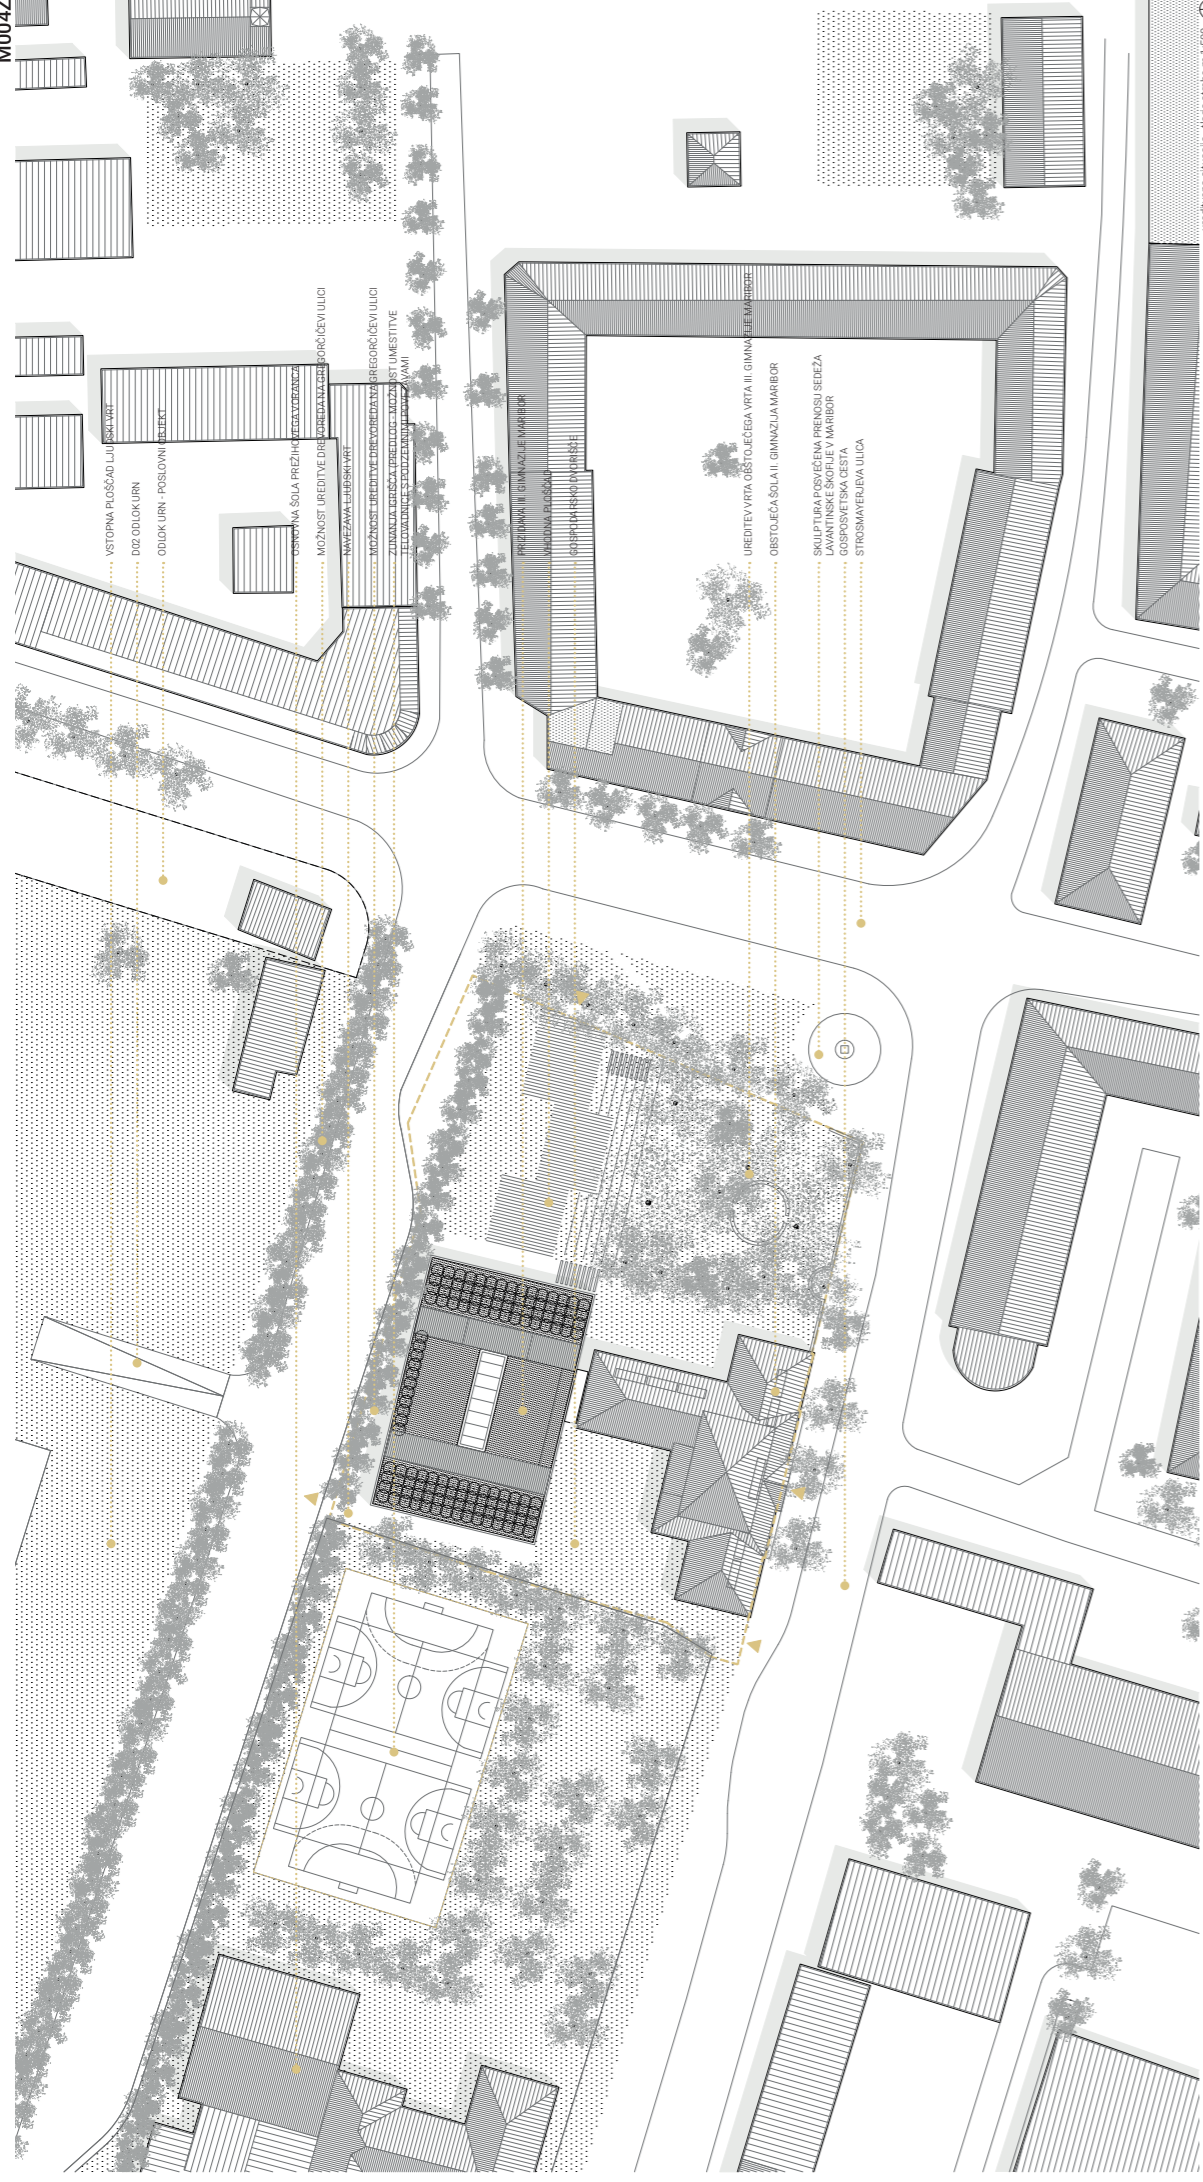 VSTOPNA PLOŠČAD LJUDSKI VRT
D02 ODLOK URN
ODLOK URN - POSLOVNI OBJEKT
OSNOVNA ŠOLA PREŽIHOVEGA VORANCA
MOŽNOST UREDITVE DREVOREDA NA GREGORČIČEVI ULICI
NAVEZAVA LJUDSKI VRT
MOŽNOST UREDITVE DREVOREDA NA GREGORČIČEVI ULICI
ZUNANJA IGRIŠČA (PREDLOG - MOŽNOST UMESTITVE
TELOVADNICE S PODZEMNIMI POVEZAVAMI
PRIZIDAVA III. GIMNAZIJE MARIBOR
VHODNA PLOŠČAD
GOSPODARSKO DVORIŠČE
UREDITEV VRTA OBSTOJEČEGA VRTA III. GIMNAZIJE MARIBOR
OBSTOJEČA ŠOLA II. GIMNAZIJA MARIBOR
SKULPTURA POSVEČENA PRENOSU SEDEŽA
LAVANTINSKE ŠKOFIJE V MARIBOR
GOSPOSVETSKA CESTA
STROSMAYERJEVA ULICA